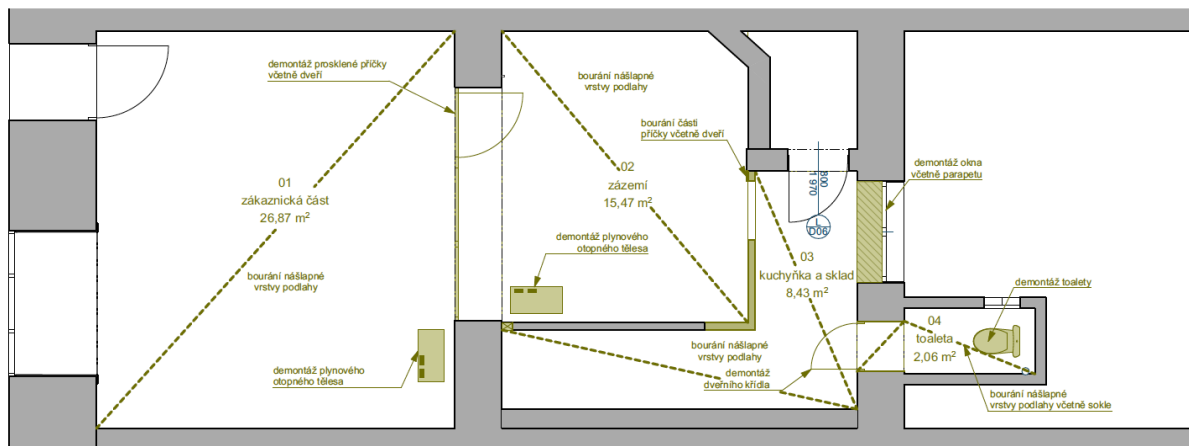 demontáž prosklené příčky
včetně dveří
bourání nášlapné
vrstvy podlahy
bourání části
příčky včetně dveří
demontáž okna
včetně parapetu
01
zákaznická část
26,87 m²
02
zázemí
15,47 m²
800
1 970
L
006
demontáž plynového
otopného tělesa
03
kuchyňka a sklad
8,43 m²
bourání nášlapné
vrstvy podlahy
demontáž toalety
04
toaleta
2,06 m²
bourání nášlapné
vrstvy podlahy
demontáž plynového
otopného tělesa
demontáž
dveřního křídla
bourání nášlapné
vrstvy podlahy včetně sokle